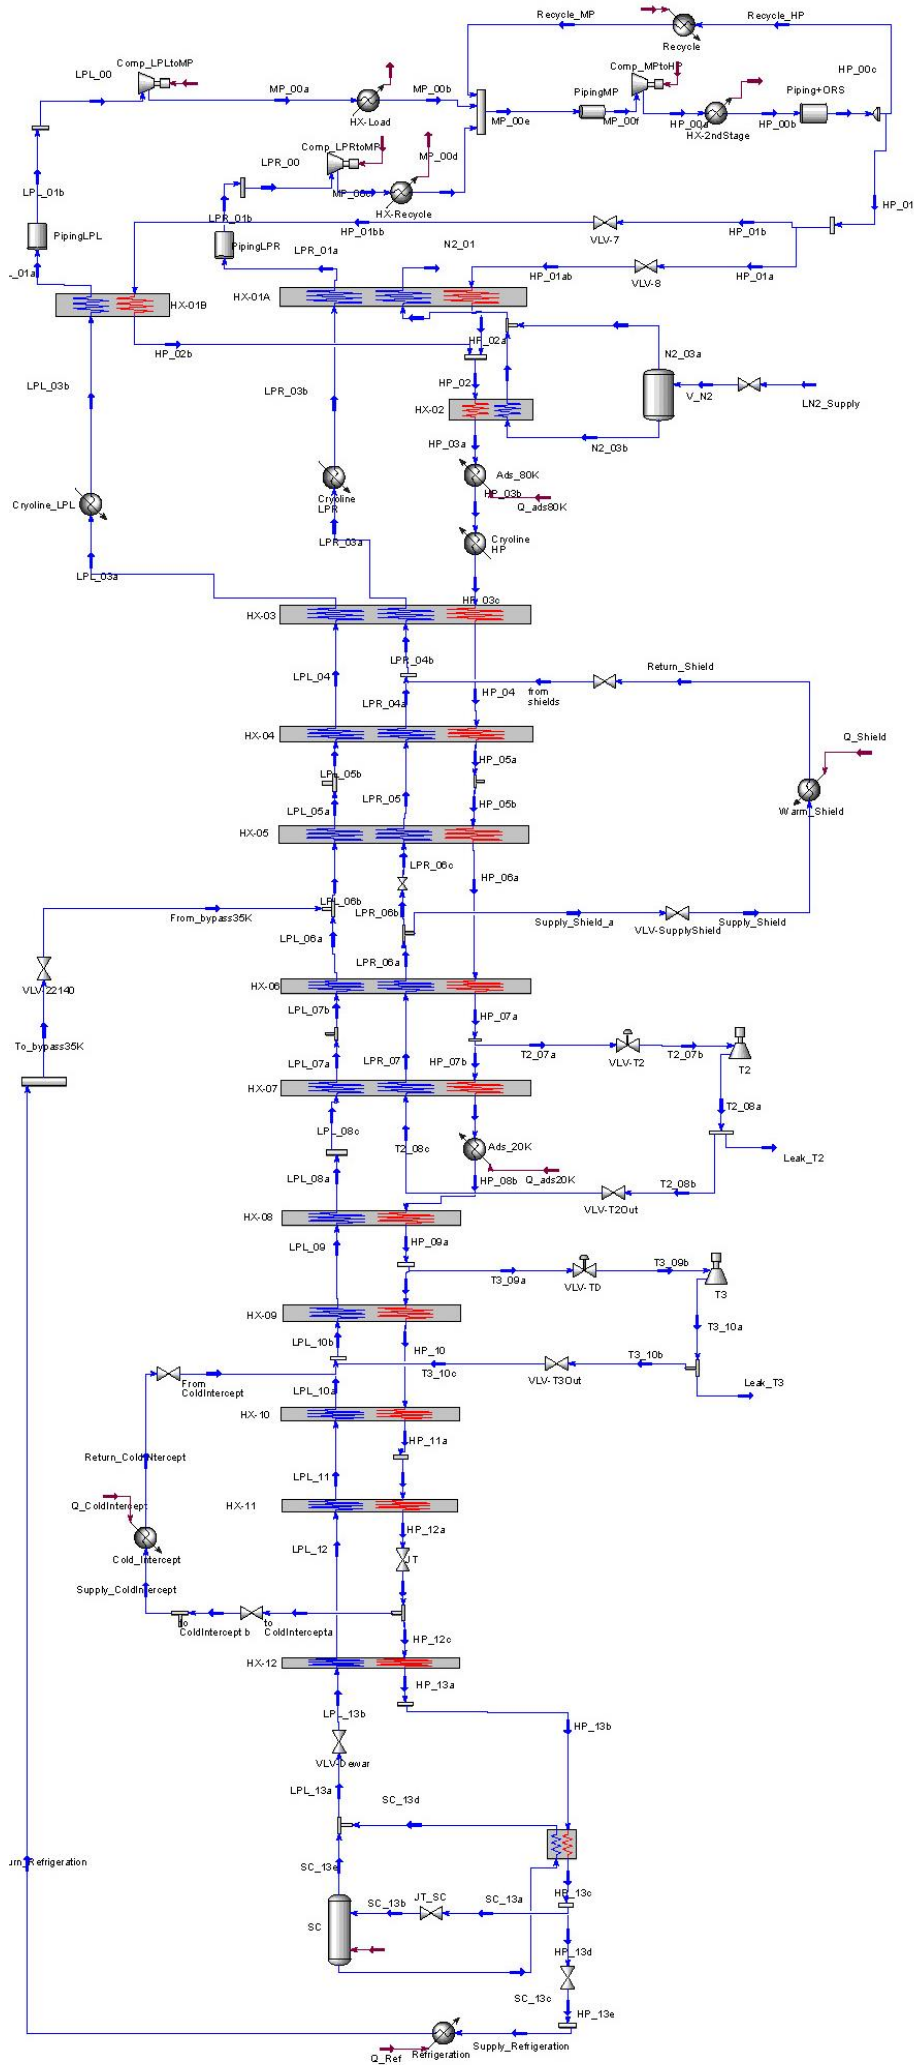 Recycle_MP
Recycle_HP
Recycle
Comp_LPLtoMP
LPL_00
Comp_MPtoHP
HP_00c
MP_00a
MP_00b
PipingMP
Piping+ORS
HX-Load
MP_00e
MP_00f
HP_00a
HP_00b
HX-2ndStage
Comp_LPRtoMP
MP_00d
LPR_00
LPL_01b
MP_00c
HX-Recycle
HP_01
LPR_01b
HP_01bb
HP_01b
PipingLPL
VLV-7
PipingLPR
LPR_01a
N2_01
_01a
HP_01ab
HP_01a
VLV-8
HX-01A
HX-01B
HP_02a
HP_02b
N2_03a
HP_02
LPL_03b
LPR_03b
V_N2
LN2_Supply
HX-02
HP_03a
N2_03b
Ads_80K
HP_03b
Cryoline_LPL
Cryoline
LPR
Q_ads80K
LPR_03a
Cryoline
HP
LPL_03a
HP_03c
HX-03
LPR_04b
Return_Shield
LPL_04
HP_04
from
shields
LPR_04a
HX-04
Q_Shield
HP_05a
LPL_05b
LPR_05
HP_05b
LPL_05a
Warm_Shield
HX-05
LPR_06c
HP_06a
LPL_06b
LPR_06b
From_bypass35K
Supply_Shield_a
Supply_Shield
VLV-SupplyShield
LPL_06a
LPR_06a
HX-06
VLV-22140
LPL_07b
HP_07a
To_bypass35K
T2_07a
T2_07b
LPL_07a
LPR_07
HP_07b
VLV-T2
T2
HX-07
T2_08a
LPL_08c
T2_08c
Ads_20K
Leak_T2
LPL_08a
HP_08b
Q_ads20K
T2_08b
VLV-T2Out
HX-08
LPL_09
HP_09a
T3_09a
T3_09b
VLV-TD
T3
HX-09
T3_10a
LPL_10b
HP_10
T3_10b
T3_10c
VLV-T3Out
From
ColdIntercept
LPL_10a
Leak_T3
HX-10
HP_11a
Return_ColdIntercept
LPL_11
Q_ColdIntercept
HX-11
HP_12a
Cold_Intercept
LPL_12
JT
Supply_ColdIntercept
to
ColdIntercept b
to
ColdIntercepta
HP_12c
HX-12
HP_13a
LPL_13b
HP_13b
VLV-Dewar
LPL_13a
SC_13d
urn_Refrigeration
SC_13e
HP_13c
SC_13b
JT_SC
SC_13a
SC
HP_13d
SC_13c
HP_13e
Supply_Refrigeration
Q_Ref
Refrigeration